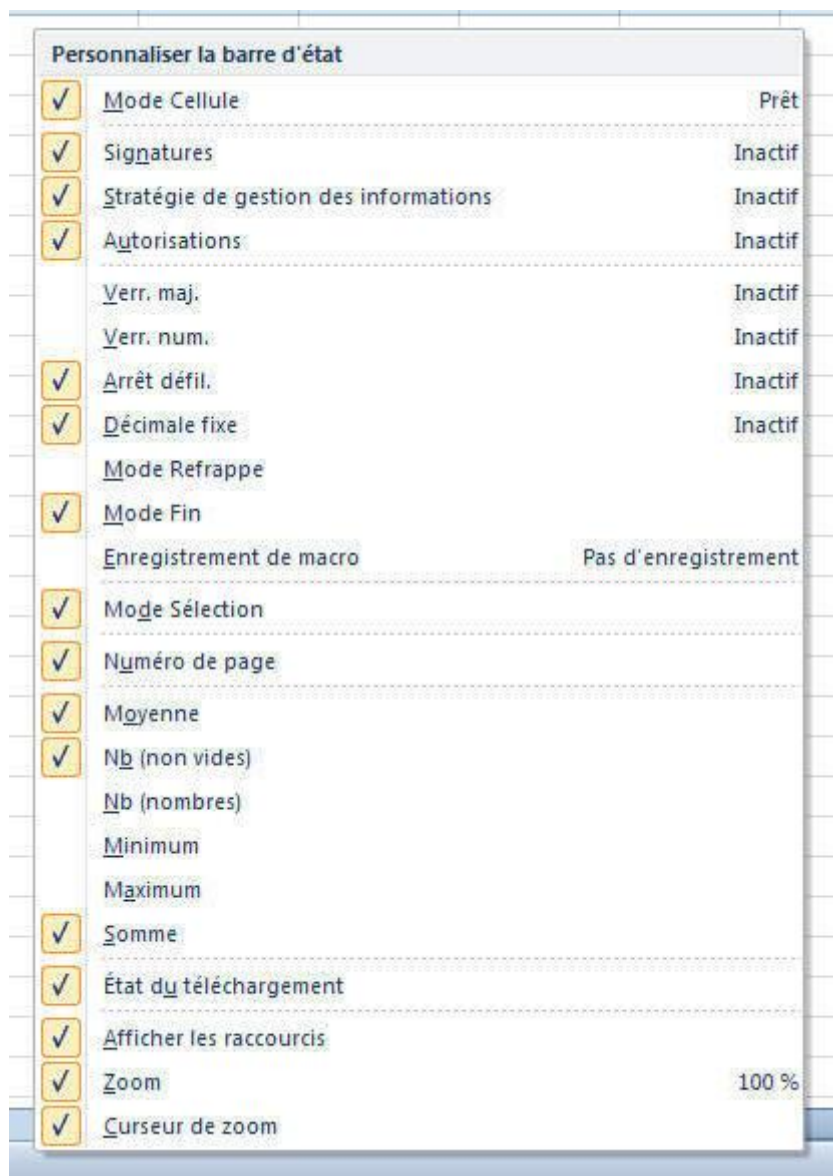 Personnaliser la barre d'état
Mode Cellule Prêt
Signatures Inactif
Stratégie de gestion des informations Inactif
Autorisations Inactif
Verr. maj. Inactif
Verr. num. Inactif
Arrêt défil. Inactif
Décimale fixe Inactif
Mode Refrappe
Mode Fin
Enregistrement de macro Pas d'enregistrement
Mode Sélection
Numéro de page
Moyenne
Nb (non vides)
Nb (nombres)
Minimum
Maximum
Somme
État du téléchargement
Afficher les raccourcis
Zoom 100 %
Curseur de zoom